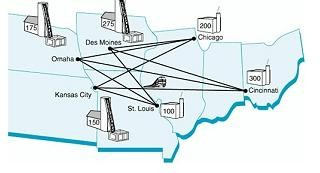 275
200
175
Chicago
Des Moines
Omaha
300
Kansas City
Cincinnati
St. Louis
100
150